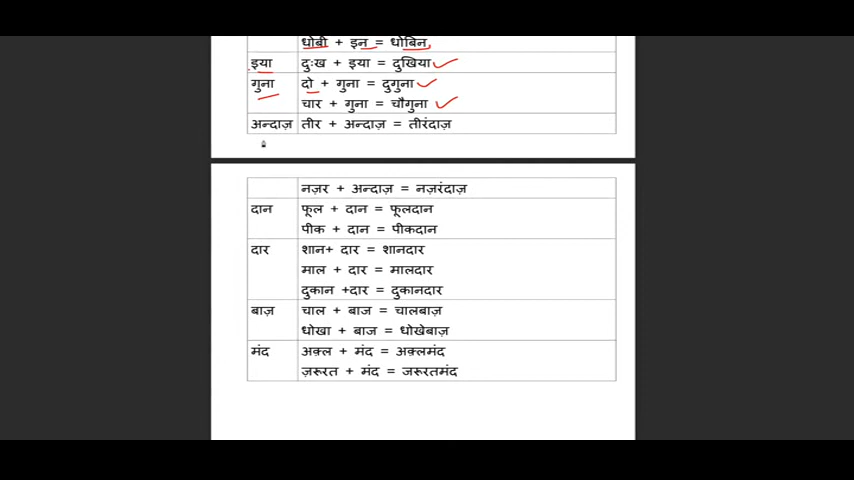 धोबी + इन = धोबिन
इया दुःख + इया = दुखिया
गुना दो + गुना = दुगुना
चार + गुना = चौगुना
अन्दाज़ तीर + अन्दाज़ = तीरंदाज़
नज़र + अन्दाज़ = नज़रंदाज़
दान फूल + दान = फूलदान
पीक + दान = पीकदान
दार शान+ दार = शानदार
माल + दार = मालदार
दुकान +दार = दुकानदार
बाज़ चाल + बाज = चालबाज़
धोखा + बाज = धोखेबाज़
मंद अक़्ल + मंद = अक़्लमंद
ज़रूरत + मंद = जरूरतमंद